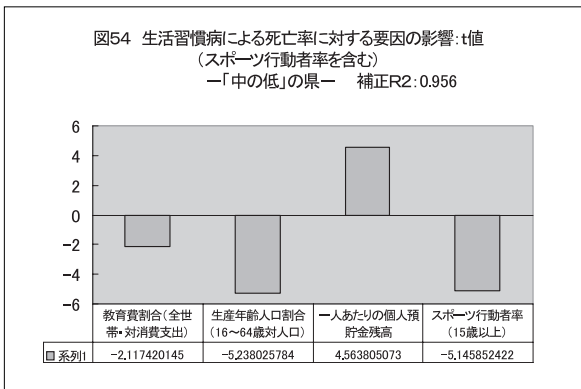 図54 生活習慣病による死亡率に対する要因の影響:t値
(スポーツ行動者率を含む)
ー「中の低」の県ー 補正R2:0.956
6
4
2
0
-2
-4
-6
教育費割合(全世帯・対消費支出) 生産年齢人口割合(16~64歳対人口) 一人あたりの個人預貯金残高 スポーツ行動者率(15歳以上)
系列1 -2.117420145 -5.238025784 4.563805073 -5.145852422